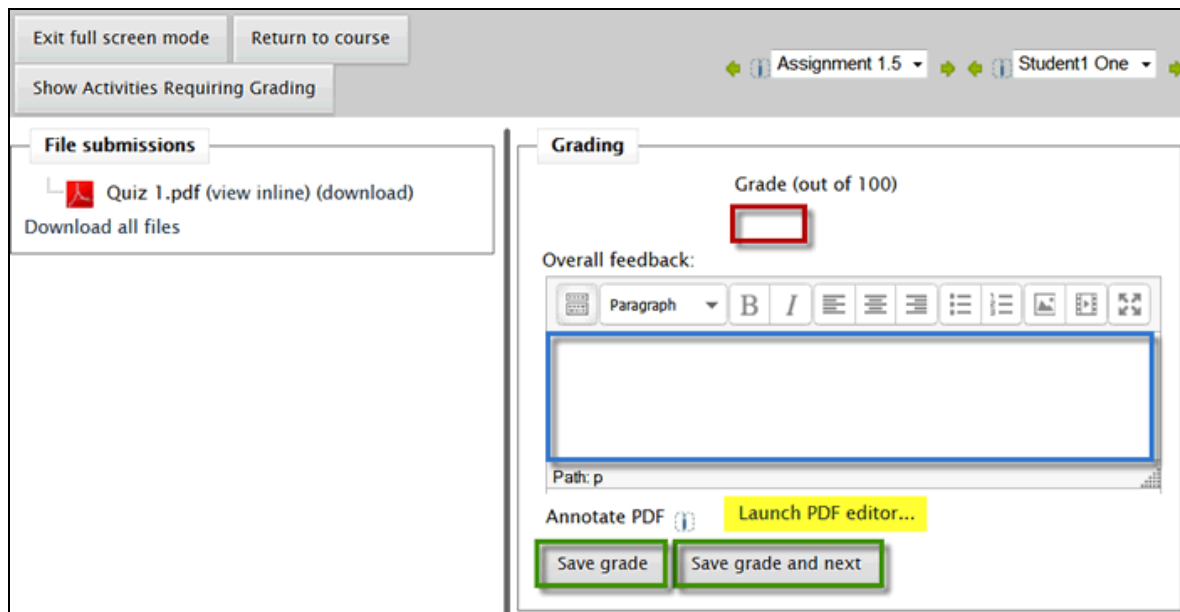 Exit full screen mode
Return to course
Show Activities Requiring Grading
Assignment 1.5
Student1 One
File submissions
Quiz 1.pdf (view inline) (download)
Download all files
Grading
Grade (out of 100)
Overall feedback:
Paragraph B I
Path: p
Annotate PDF Launch PDF editor...
Save grade Save grade and next